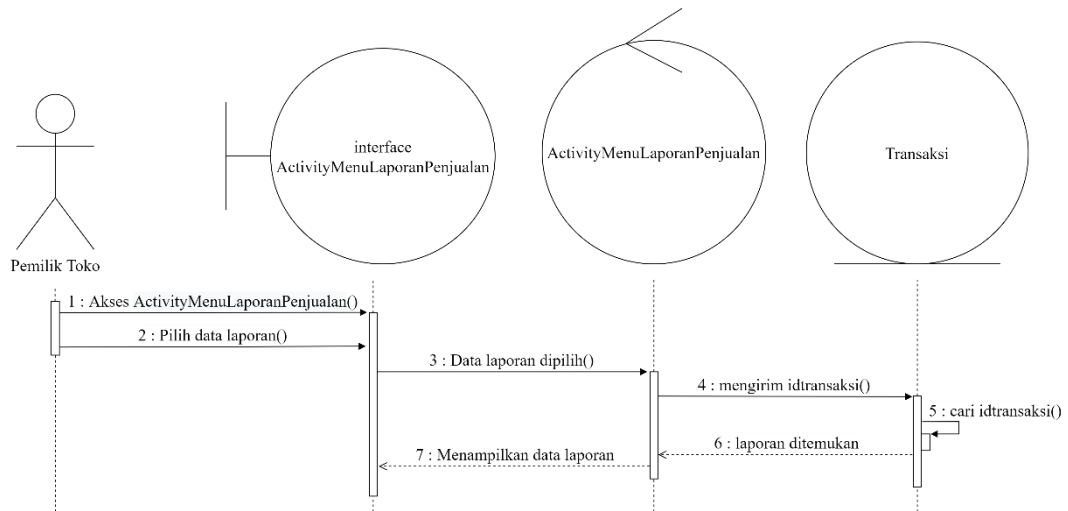 interface
ActivityMenuLaporanPenjualan
ActivityMenuLaporanPenjualan
Transaksi
Pemilik Toko
1 : Akses ActivityMenuLaporanPenjualan()
2 : Pilih data laporan()
3 : Data laporan dipilih()
4 : mengirim idtransaksi()
5 : cari idtransaksi()
6 : laporan ditemukan
7 : Menampilkan data laporan